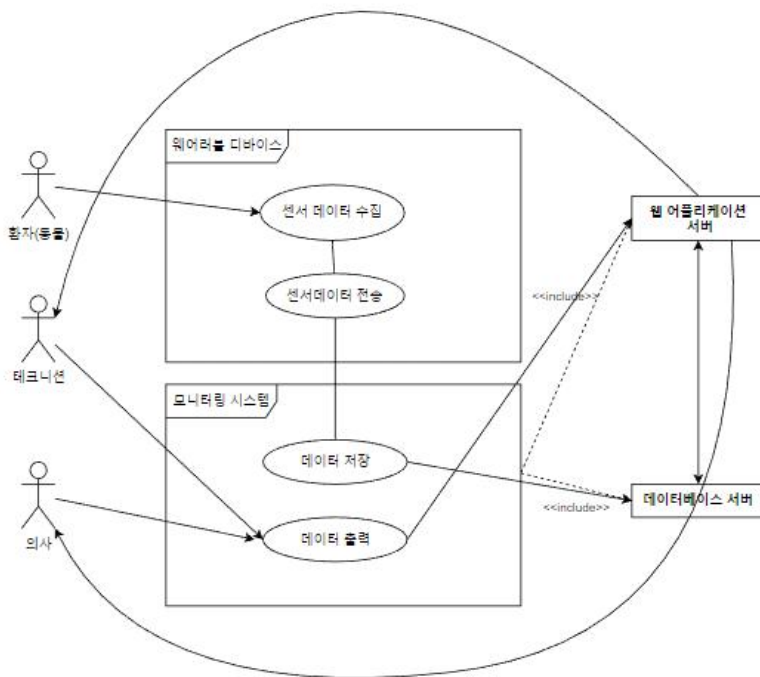 웨어러블 디바이스
환자(동물)
센서 데이터 수집
웹 어플리케이션
서버
센서데이터 전송
<<include>>
테크니션
모니터링 시스템
데이터 저장
데이터베이스 서버
<<include>>
의사
데이터 출력